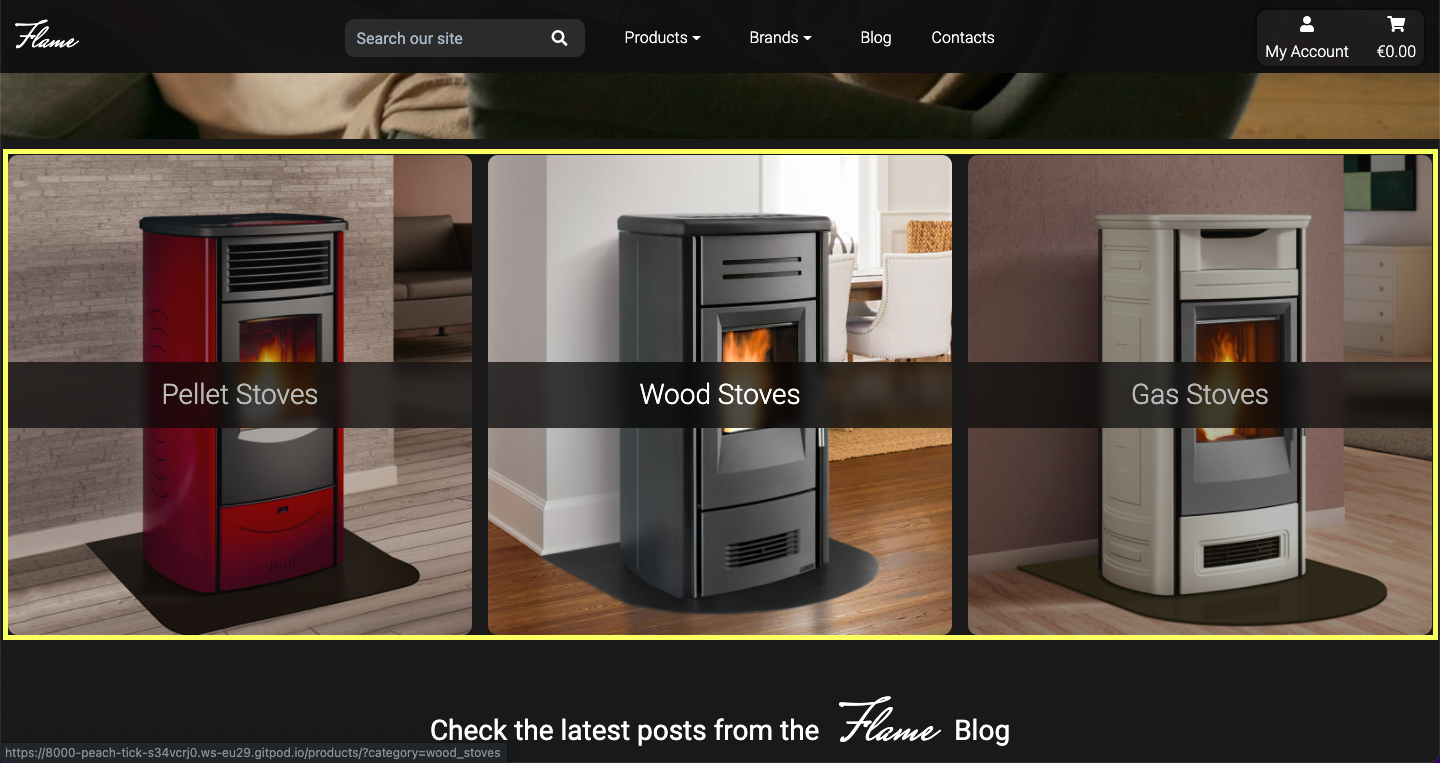 Flame
Search our site
Products
Brands
Blog
Contacts
My Account
€0.00
Pellet Stoves
Wood Stoves
Gas Stoves
Check the latest posts from the Flame Blog
https://8000-peach-tick-s34vcrj0.ws-eu29.gitpod.io/products/?category=wood_stoves